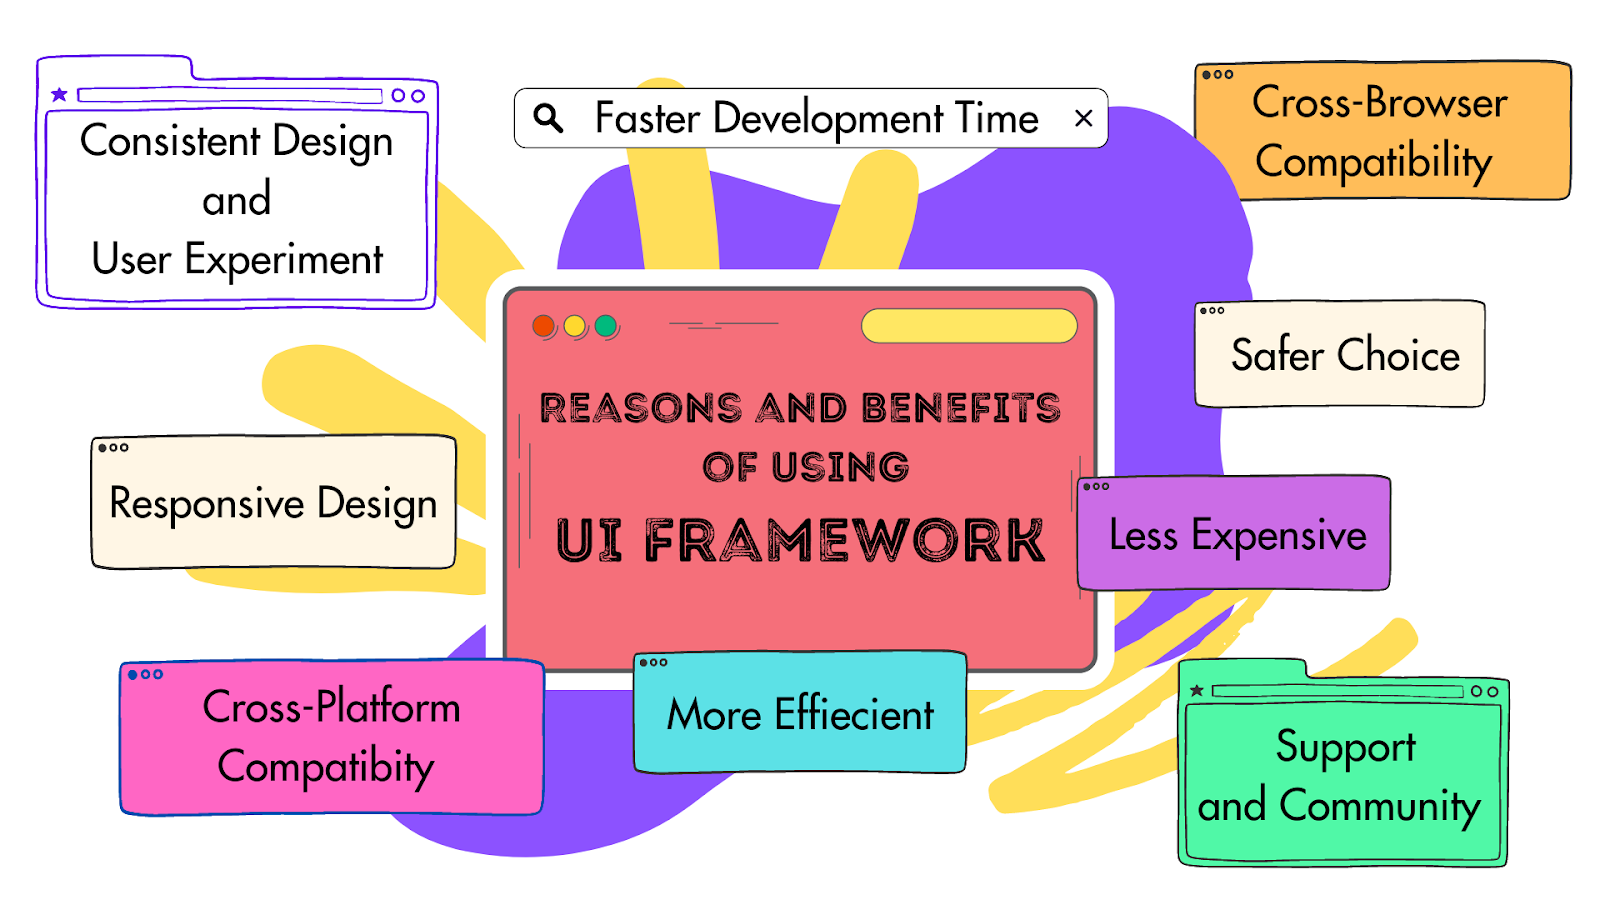 Consistent Design
and
User Experiment
Faster Development Time
Cross-Browser
Compatibility
Safer Choice
REASONS AND BENEFITS
OF USING
UI FRAMEWORK
Responsive Design
Less Expensive
Cross-Platform
Compatibity
More Effiecient
Support
and Community